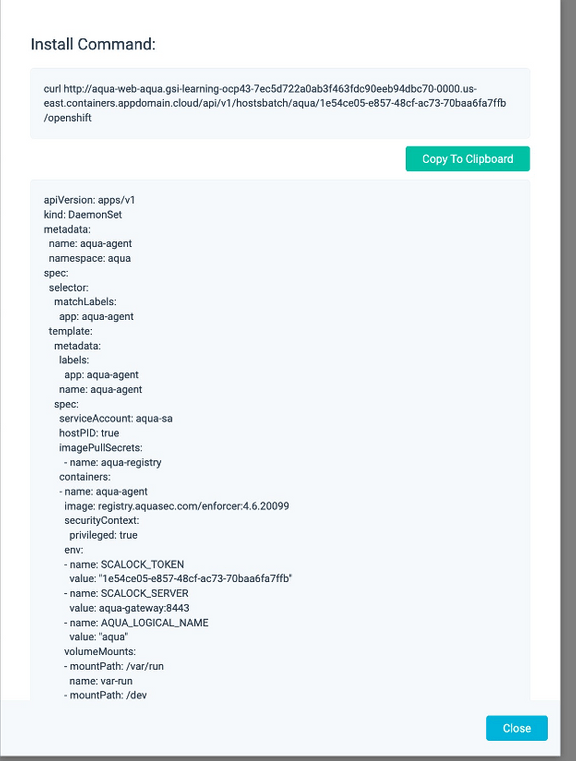 Install Command:
curl http://aqua-web-aqua.gsi-learning-ocp43-7ec5d722a0ab3f463fdc90eeb94dbc70-0000.us-
east.containers.appdomain.cloud/api/v1/hostsbatch/aqua/1e54ce05-e857-48cf-ac73-70baa6fa7ffb
/openshift
Copy To Clipboard
apiVersion: apps/v1
kind: DaemonSet
metadata:
  name: aqua-agent
  namespace: aqua
spec:
  selector:
    matchLabels:
      app: aqua-agent
  template:
    metadata:
      labels:
        app: aqua-agent
      name: aqua-agent
    spec:
      serviceAccount: aqua-sa
      hostPID: true
      imagePullSecrets:
        - name: aqua-registry
      containers:
      - name: aqua-agent
        image: registry.aquasec.com/enforcer:4.6.20099
        securityContext:
          privileged: true
        env:
        - name: SCALOCK_TOKEN
          value: "1e54ce05-e857-48cf-ac73-70baa6fa7ffb"
        - name: SCALOCK_SERVER
          value: aqua-gateway:8443
        - name: AQUA_LOGICAL_NAME
          value: "aqua"
        volumeMounts:
        - mountPath: /var/run
          name: var-run
        - mountPath: /dev
Close